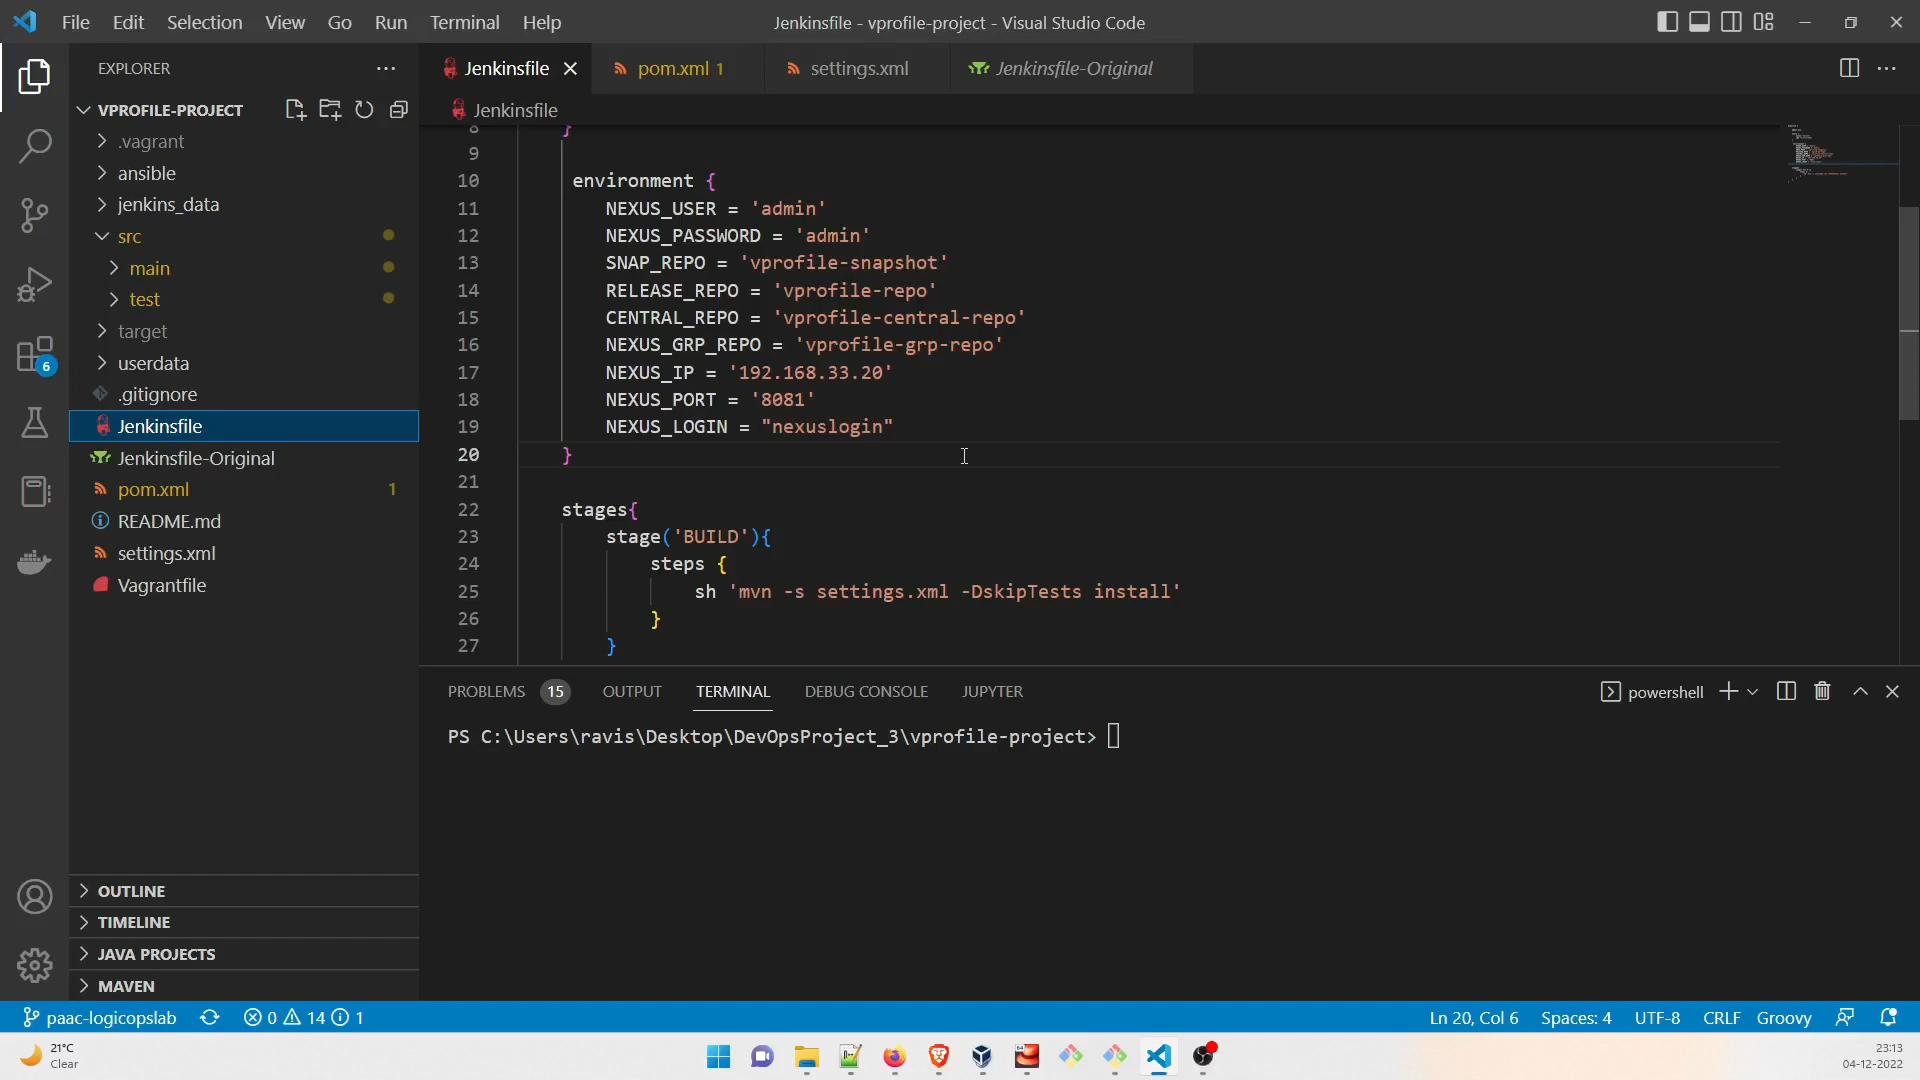 File Edit Selection View Go Run Terminal Help
Jenkinsfile - vprofile-project - Visual Studio Code
EXPLORER
VPROFILE-PROJECT
.vagrant
ansible
jenkins_data
src
main
test
target
userdata
.gitignore
Jenkinsfile
Jenkinsfile-Original
pom.xml 1
README.md
settings.xml
Vagrantfile
OUTLINE
TIMELINE
JAVA PROJECTS
MAVEN
6
Jenkinsfile
pom.xml 1
settings.xml
Jenkinsfile-Original
Jenkinsfile
8 }
9
10 environment {
11 NEXUS_USER = 'admin'
12 NEXUS_PASSWORD = 'admin'
13 SNAP_REPO = 'vprofile-snapshot'
14 RELEASE_REPO = 'vprofile-repo'
15 CENTRAL_REPO = 'vprofile-central-repo'
16 NEXUS_GRP_REPO = 'vprofile-grp-repo'
17 NEXUS_IP = '192.168.33.20'
18 NEXUS_PORT = '8081'
19 NEXUS_LOGIN = "nexuslogin"
20 }
21
22 stages{
23 stage('BUILD'){
24 steps {
25 sh 'mvn -s settings.xml -DskipTests install'
26 }
27 }
PROBLEMS 15 OUTPUT TERMINAL DEBUG CONSOLE JUPYTER
powershell
PS C:\Users\ravis\Desktop\DevOpsProject_3\vprofile-project>
paac-logicopslab 0 14 1
Ln 20, Col 6 Spaces: 4 UTF-8 CRLF Groovy
21°C
Clear
23:13
04-12-2022